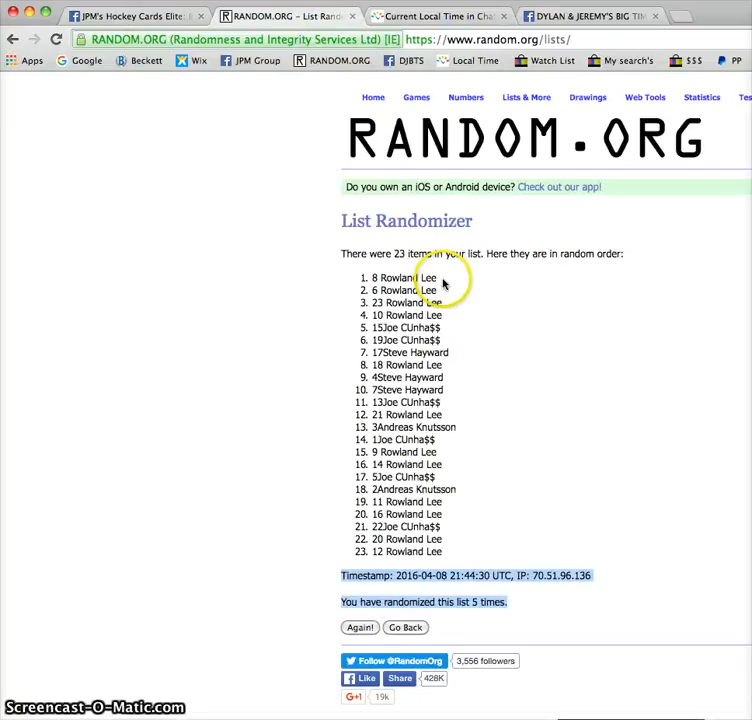 JPM's Hockey Cards Elite:
RANDOM.ORG - List Rando
Current Local Time in Cha
DYLAN & JEREMY'S BIG TIM
RANDOM.ORG (Randomness and Integrity Services Ltd) [IE] https://www.random.org/lists/
Apps Google Beckett Wix JPM Group RANDOM.ORG DJBTS Local Time Watch List My search's $$$ PP
Home Games Numbers Lists & More Drawings Web Tools Statistics Tes
RANDOM.ORG
Do you own an iOS or Android device? Check out our app!
List Randomizer
There were 23 items in your list. Here they are in random order:
1. 8 Rowland Lee
2. 6 Rowland Lee
3. 23 Rowland Lee
4. 10 Rowland Lee
5. 15Joe CUnha$$
6. 19Joe CUnha$$
7. 17Steve Hayward
8. 18 Rowland Lee
9. 4Steve Hayward
10. 7Steve Hayward
11. 13Joe CUnha$$
12. 21 Rowland Lee
13. 3Andreas Knutsson
14. 1Joe CUnha$$
15. 9 Rowland Lee
16. 14 Rowland Lee
17. 5Joe CUnha$$
18. 2Andreas Knutsson
19. 11 Rowland Lee
20. 16 Rowland Lee
21. 22Joe CUnha$$
22. 20 Rowland Lee
23. 12 Rowland Lee
Timestamp: 2016-04-08 21:44:30 UTC, IP: 70.51.96.136
You have randomized this list 5 times.
Again! Go Back
Follow @RandomOrg 3,556 followers
Like Share 428K
G+1 19k
Screencast-O-Matic.com